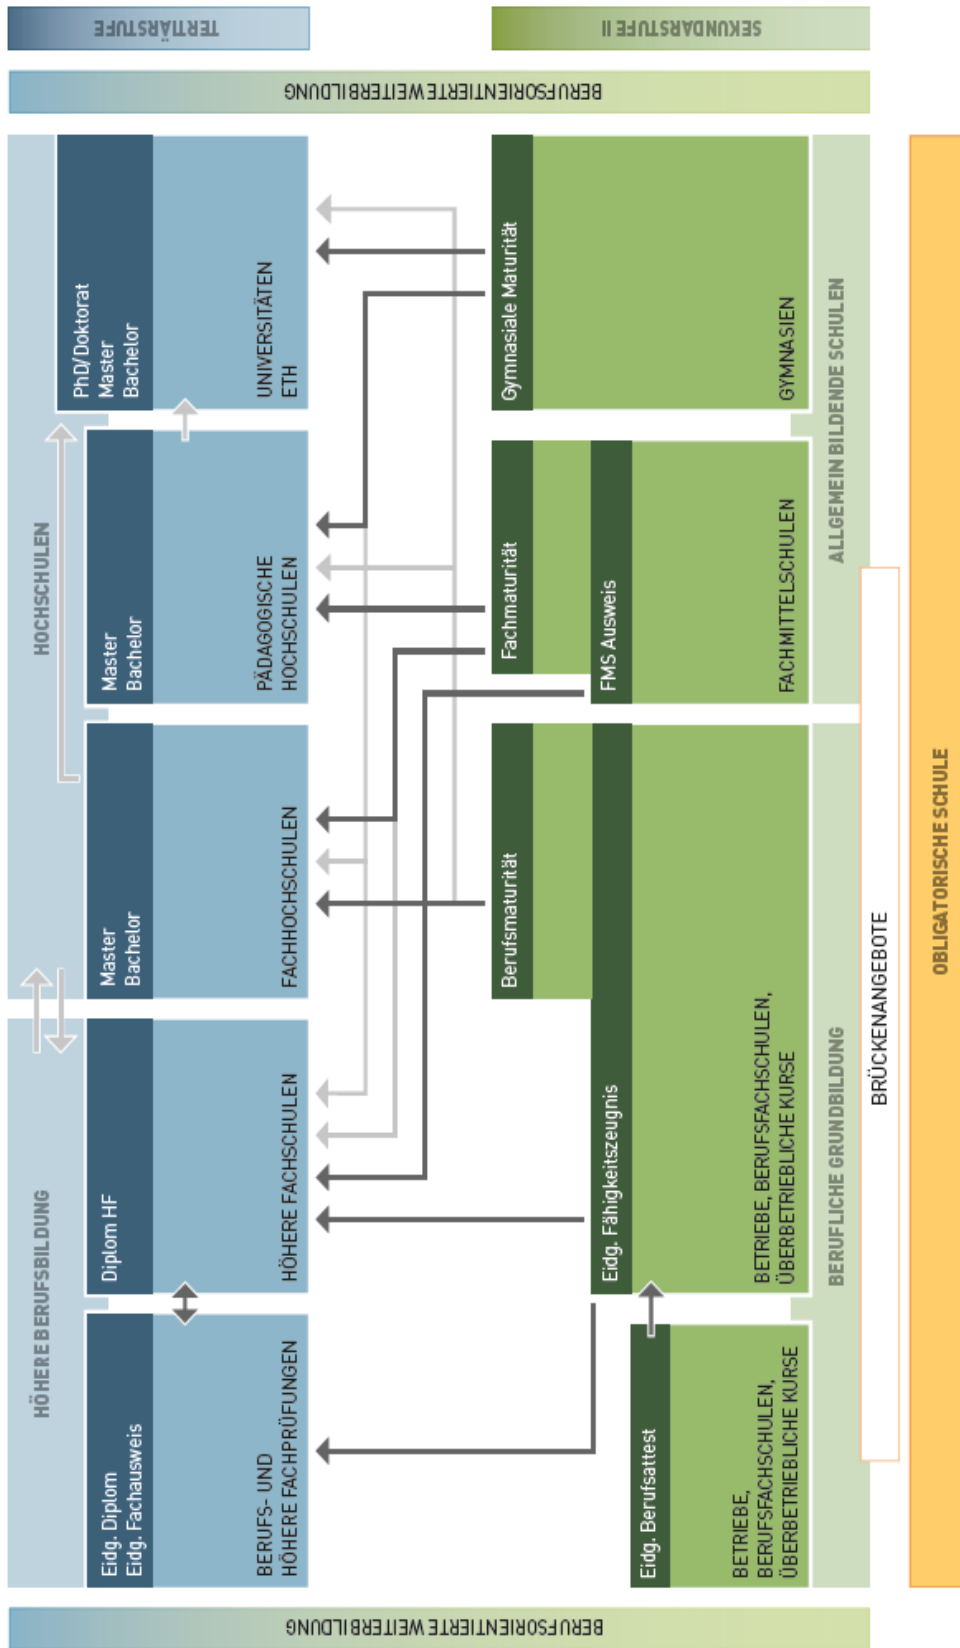 HÖHERE BERUFSBILDUNG
HOCHSCHULEN
Eidg. Diplom
Eidg. Fachausweis
BERUFS- UND
HÖHERE FACHPRÜFUNGEN
Diplom HF
HÖHERE FACHSCHULEN
Master
Bachelor
FACHHOCHSCHULEN
Master
Bachelor
PÄDAGOGISCHE
HOCHSCHULEN
PhD/Doktorat
Master
Bachelor
UNIVERSITÄTEN
ETH
Eidg. Berufsattest
BETRIEBE,
BERUFSFACHSCHULEN,
ÜBERBETRIEBLICHE KURSE
Eidg. Fähigkeitszeugnis
Berufsmaturität
BETRIEBE, BERUFSFACHSCHULEN,
ÜBERBETRIEBLICHE KURSE
Fachmaturität
FMS Ausweis
FACHMITTELSCHULEN
Gymnasiale Maturität
GYMNASIEN
BERUFLICHE GRUNDBILDUNG
ALLGEMEIN BILDENDE SCHULEN
BRÜCKENANGEBOTE
OBLIGATORISCHE SCHULE
BERUFSORIENTIERTE WEITERBILDUNG
BERUFSORIENTIERTE WEITERBILDUNG
TERTIÄRSTUFE
SEKUNDARSTUFE II